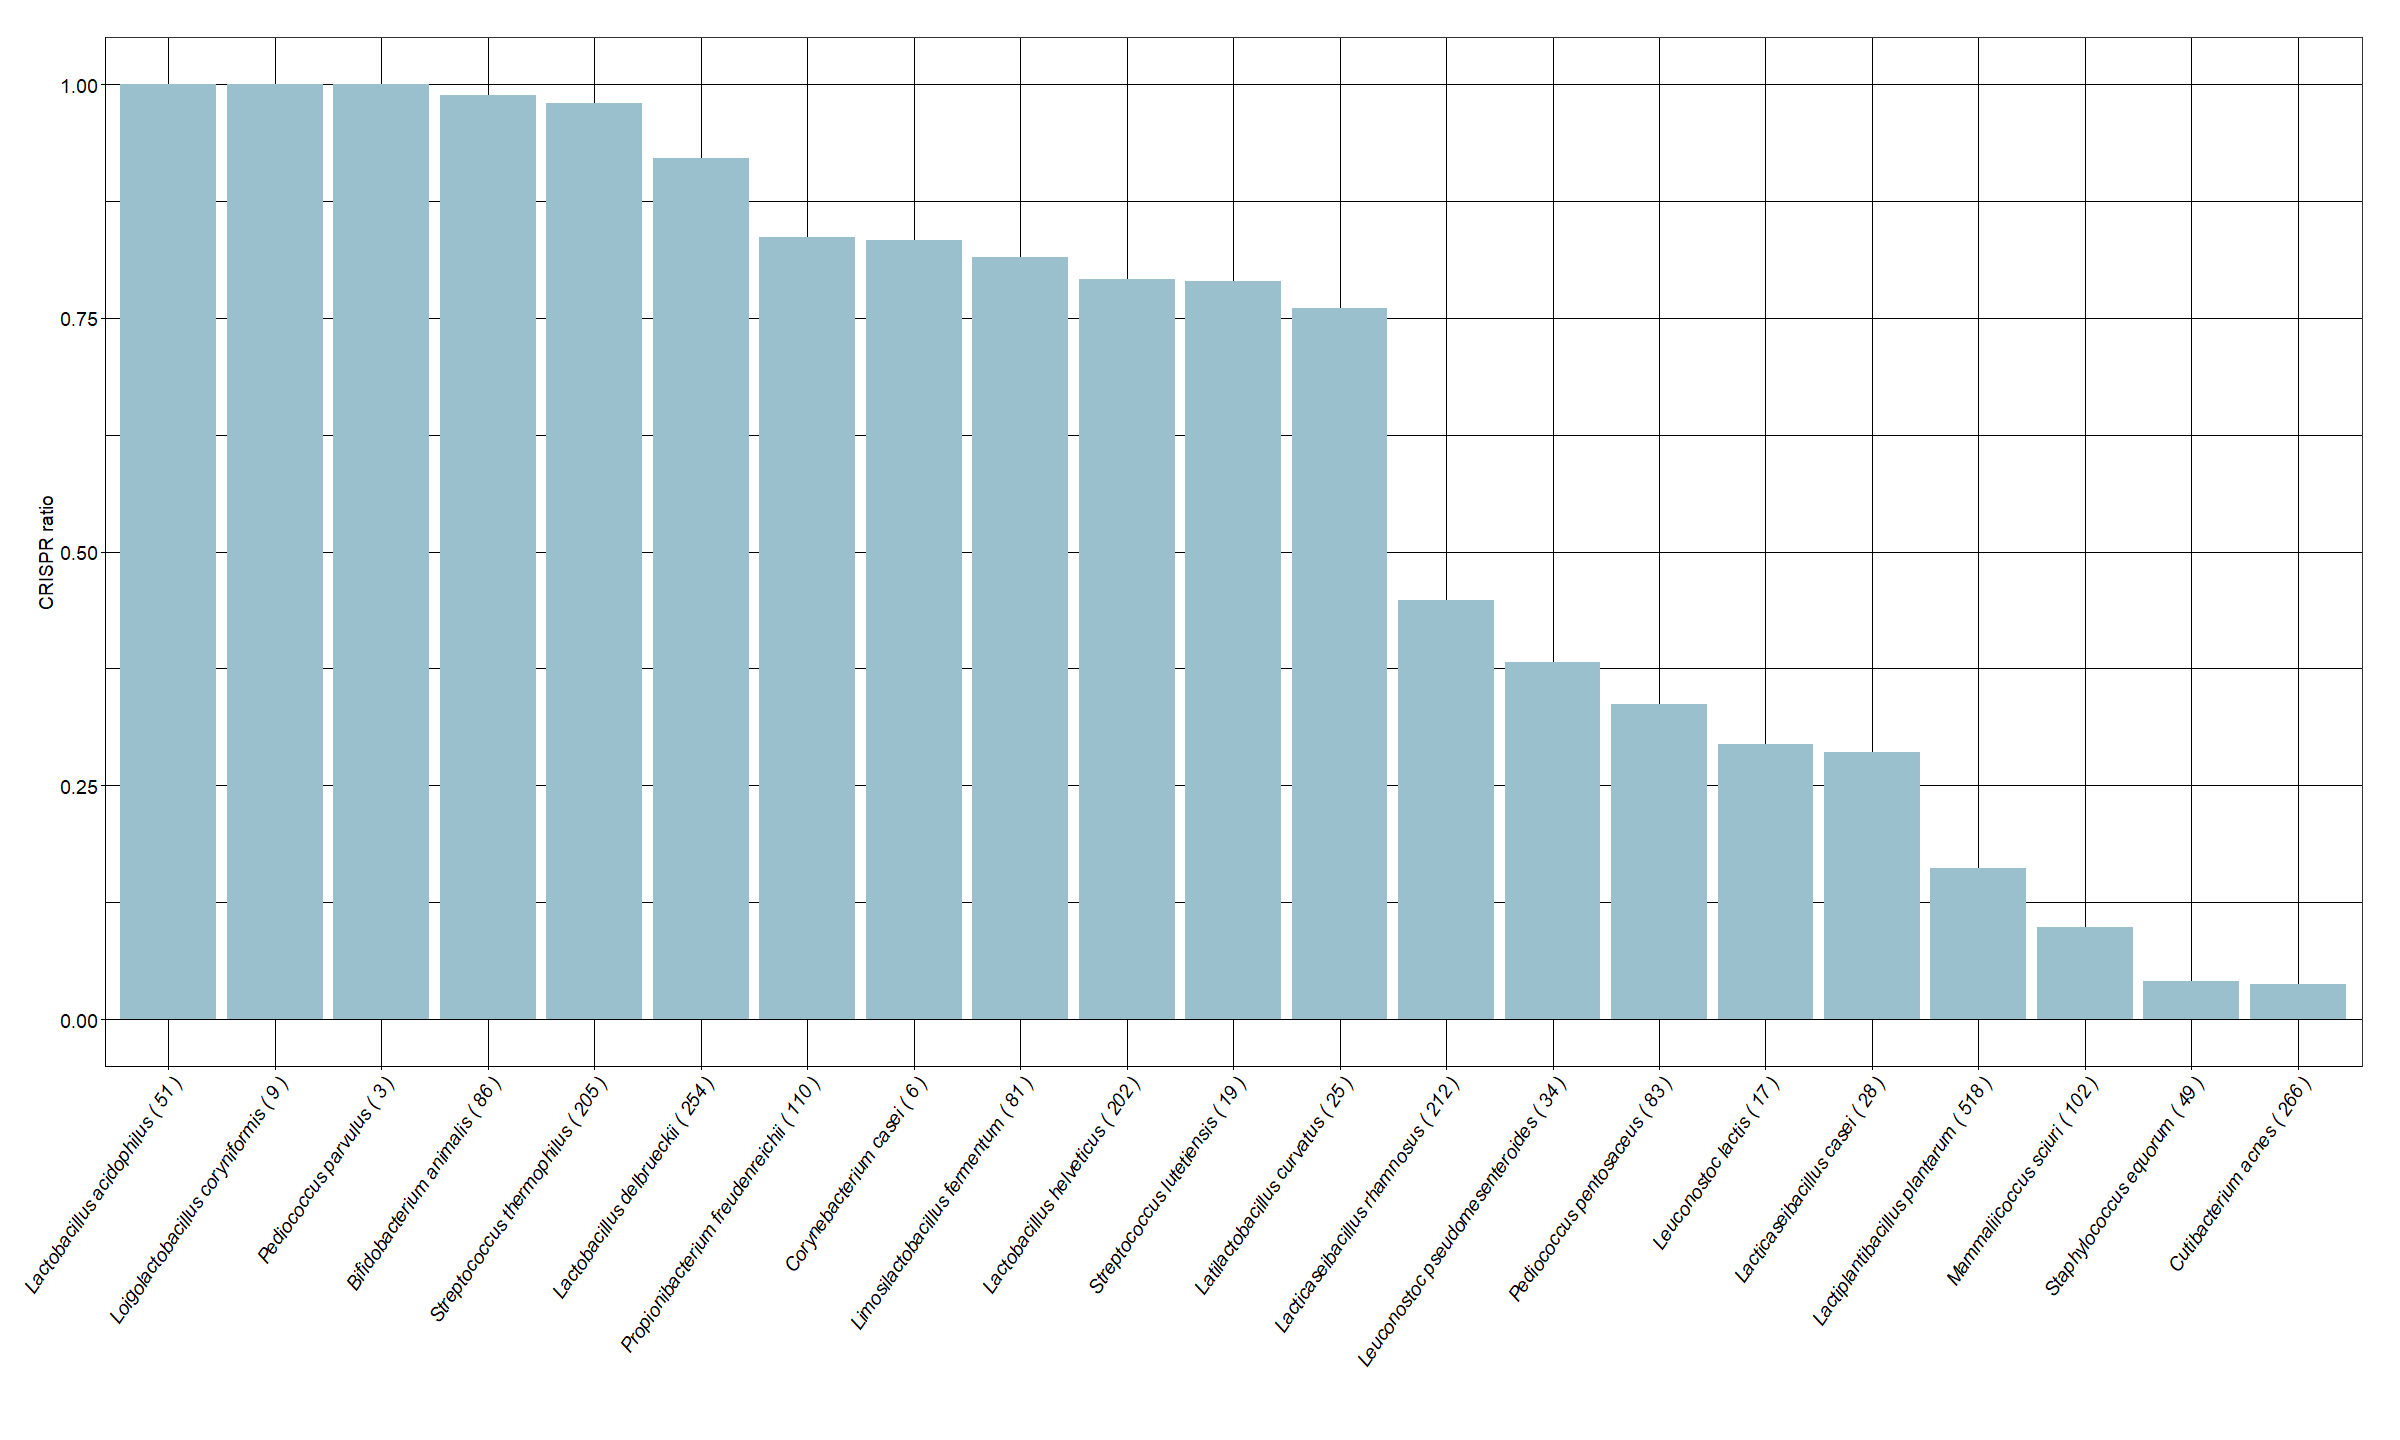 CRISPR ratio
1.00
0.75
0.50
0.25
0.00
Lactobacillus acidophilus ( 51 )
Loigolactobacillus coryniformis ( 9 )
Pediococcus parvulus ( 3 )
Bifidobacterium animalis ( 86 )
Streptococcus thermophilus ( 205 )
Lactobacillus delbrueckii ( 254 )
Propionibacterium freudenreichii ( 110 )
Corynebacterium casei ( 6 )
Limosilactobacillus fermentum ( 81 )
Lactobacillus helveticus ( 202 )
Streptococcus lutetiensis ( 19 )
Latilactobacillus curvatus ( 25 )
Lacticaseibacillus rhamnosus ( 212 )
Leuconostoc pseudomesenteroides ( 34 )
Pediococcus pentosaceus ( 83 )
Leuconostoc lactis ( 17 )
Lacticaseibacillus casei ( 28 )
Lactiplantibacillus plantarum ( 518 )
Mammaliicoccus sciuri ( 102 )
Staphylococcus equorum ( 49 )
Cutibacterium acnes ( 266 )